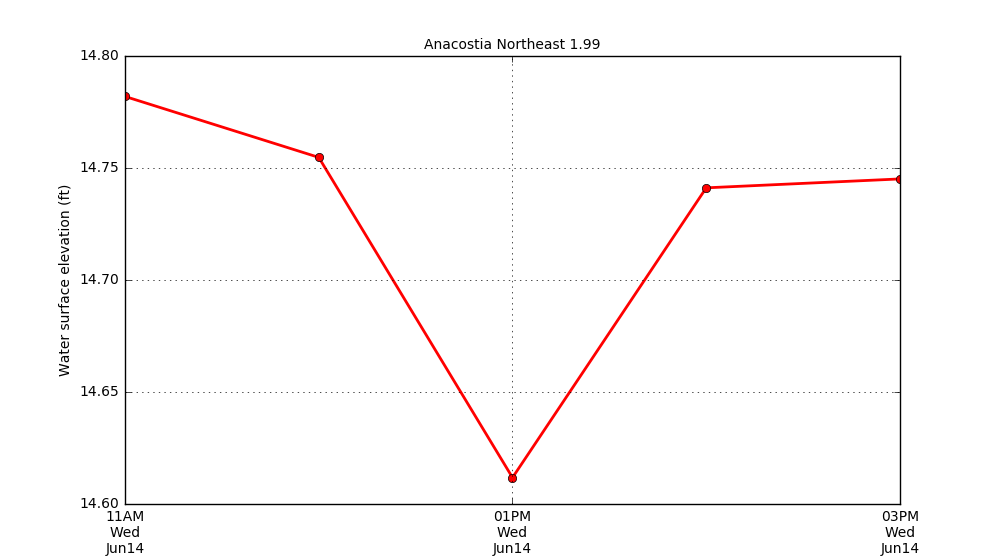 Anacostia Northeast 1.99
Water surface elevation (ft)
14.80
14.75
14.70
14.65
14.60
11AM
Wed
Jun14
01PM
Wed
Jun14
03PM
Wed
Jun14